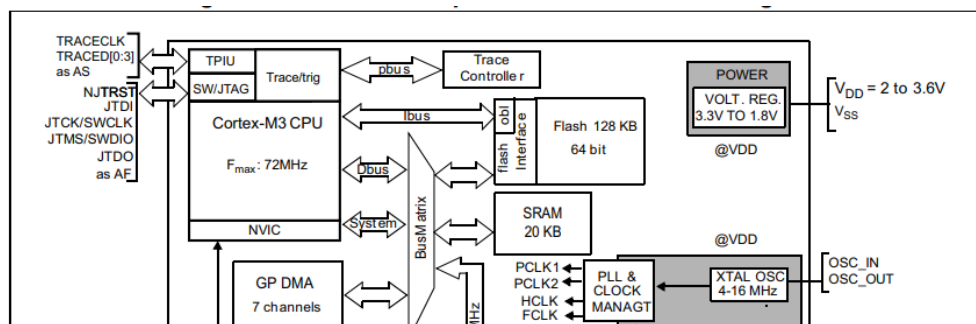 TRACECLK
TRACED[0:3]
as AS
NJTRST
JTDI
JTCK/SWCLK
JTMS/SWDIO
JTDO
as AF
TPIU
SW/JTAG
Trace/trig
pbus
Trace
Controller
Cortex-M3 CPU
Fmax: 72MHz
NVIC
Ibus
Dbus
System
BusMatrix
obl
flash
Interface
Flash 128 KB
64 bit
SRAM
20 KB
GP DMA
7 channels
POWER
VOLT. REG.
3.3V TO 1.8V
@VDD
VDD = 2 to 3.6V
VSS
@VDD
PCLK1
PCLK2
HCLK
FCLK
PLL &
CLOCK
MANAGT
XTAL OSC
4-16 MHz
OSC_IN
OSC_OUT